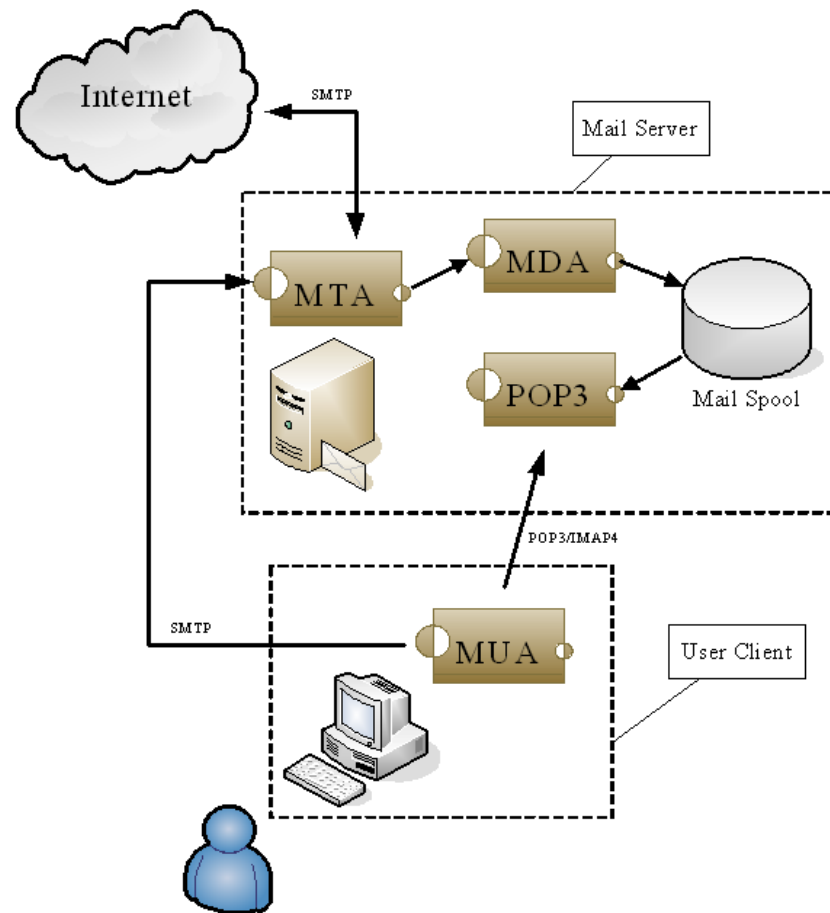 Internet
SMTP
Mail Server
MTA
MDA
POP3
Mail Spool
POP3/IMAP4
SMTP
MUA
User Client